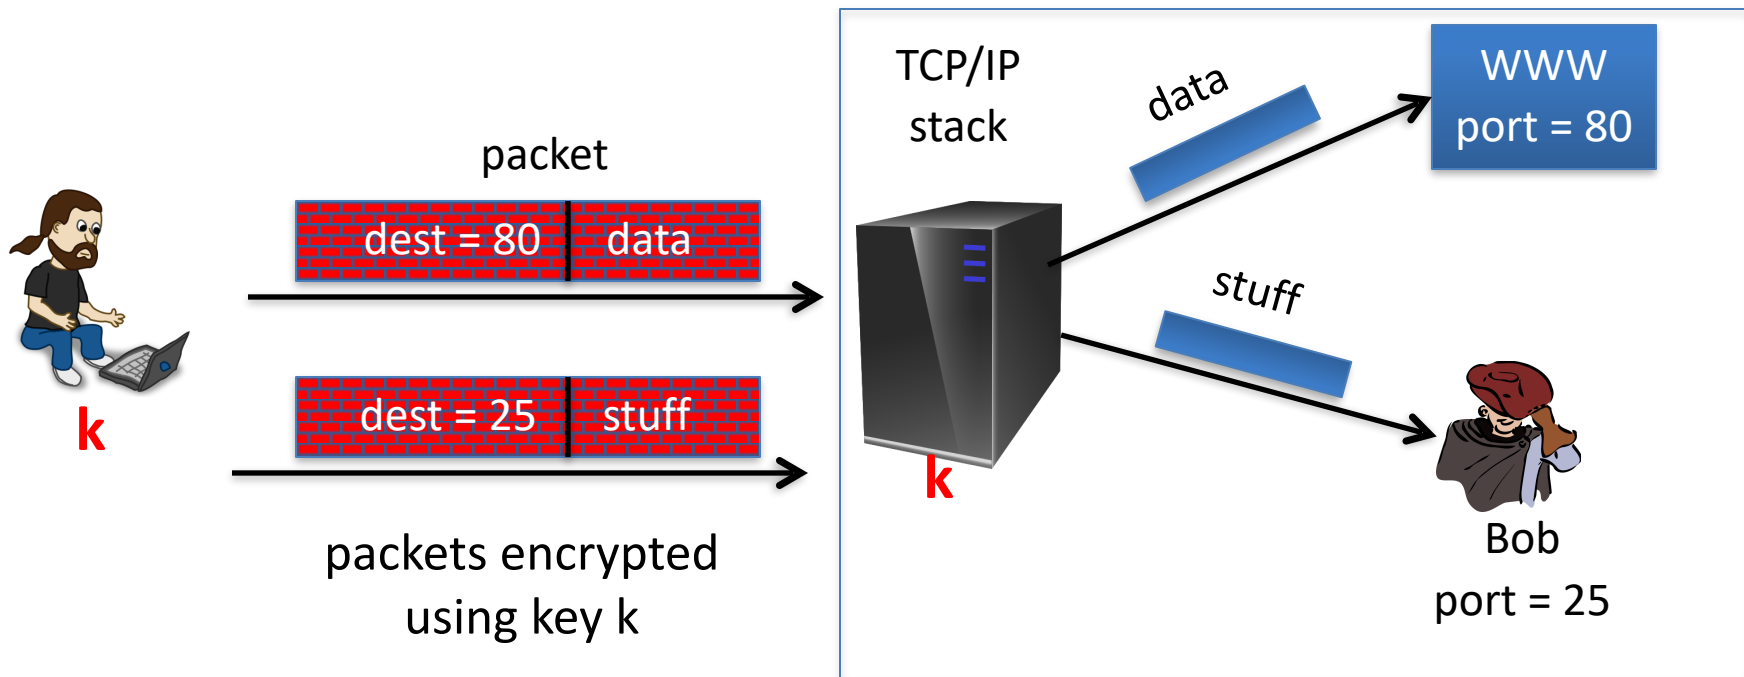 TCP/IP
stack
data
WWW
port = 80
packet
dest = 80
data
stuff
k
dest = 25
stuff
k
packets encrypted
using key k
Bob
port = 25